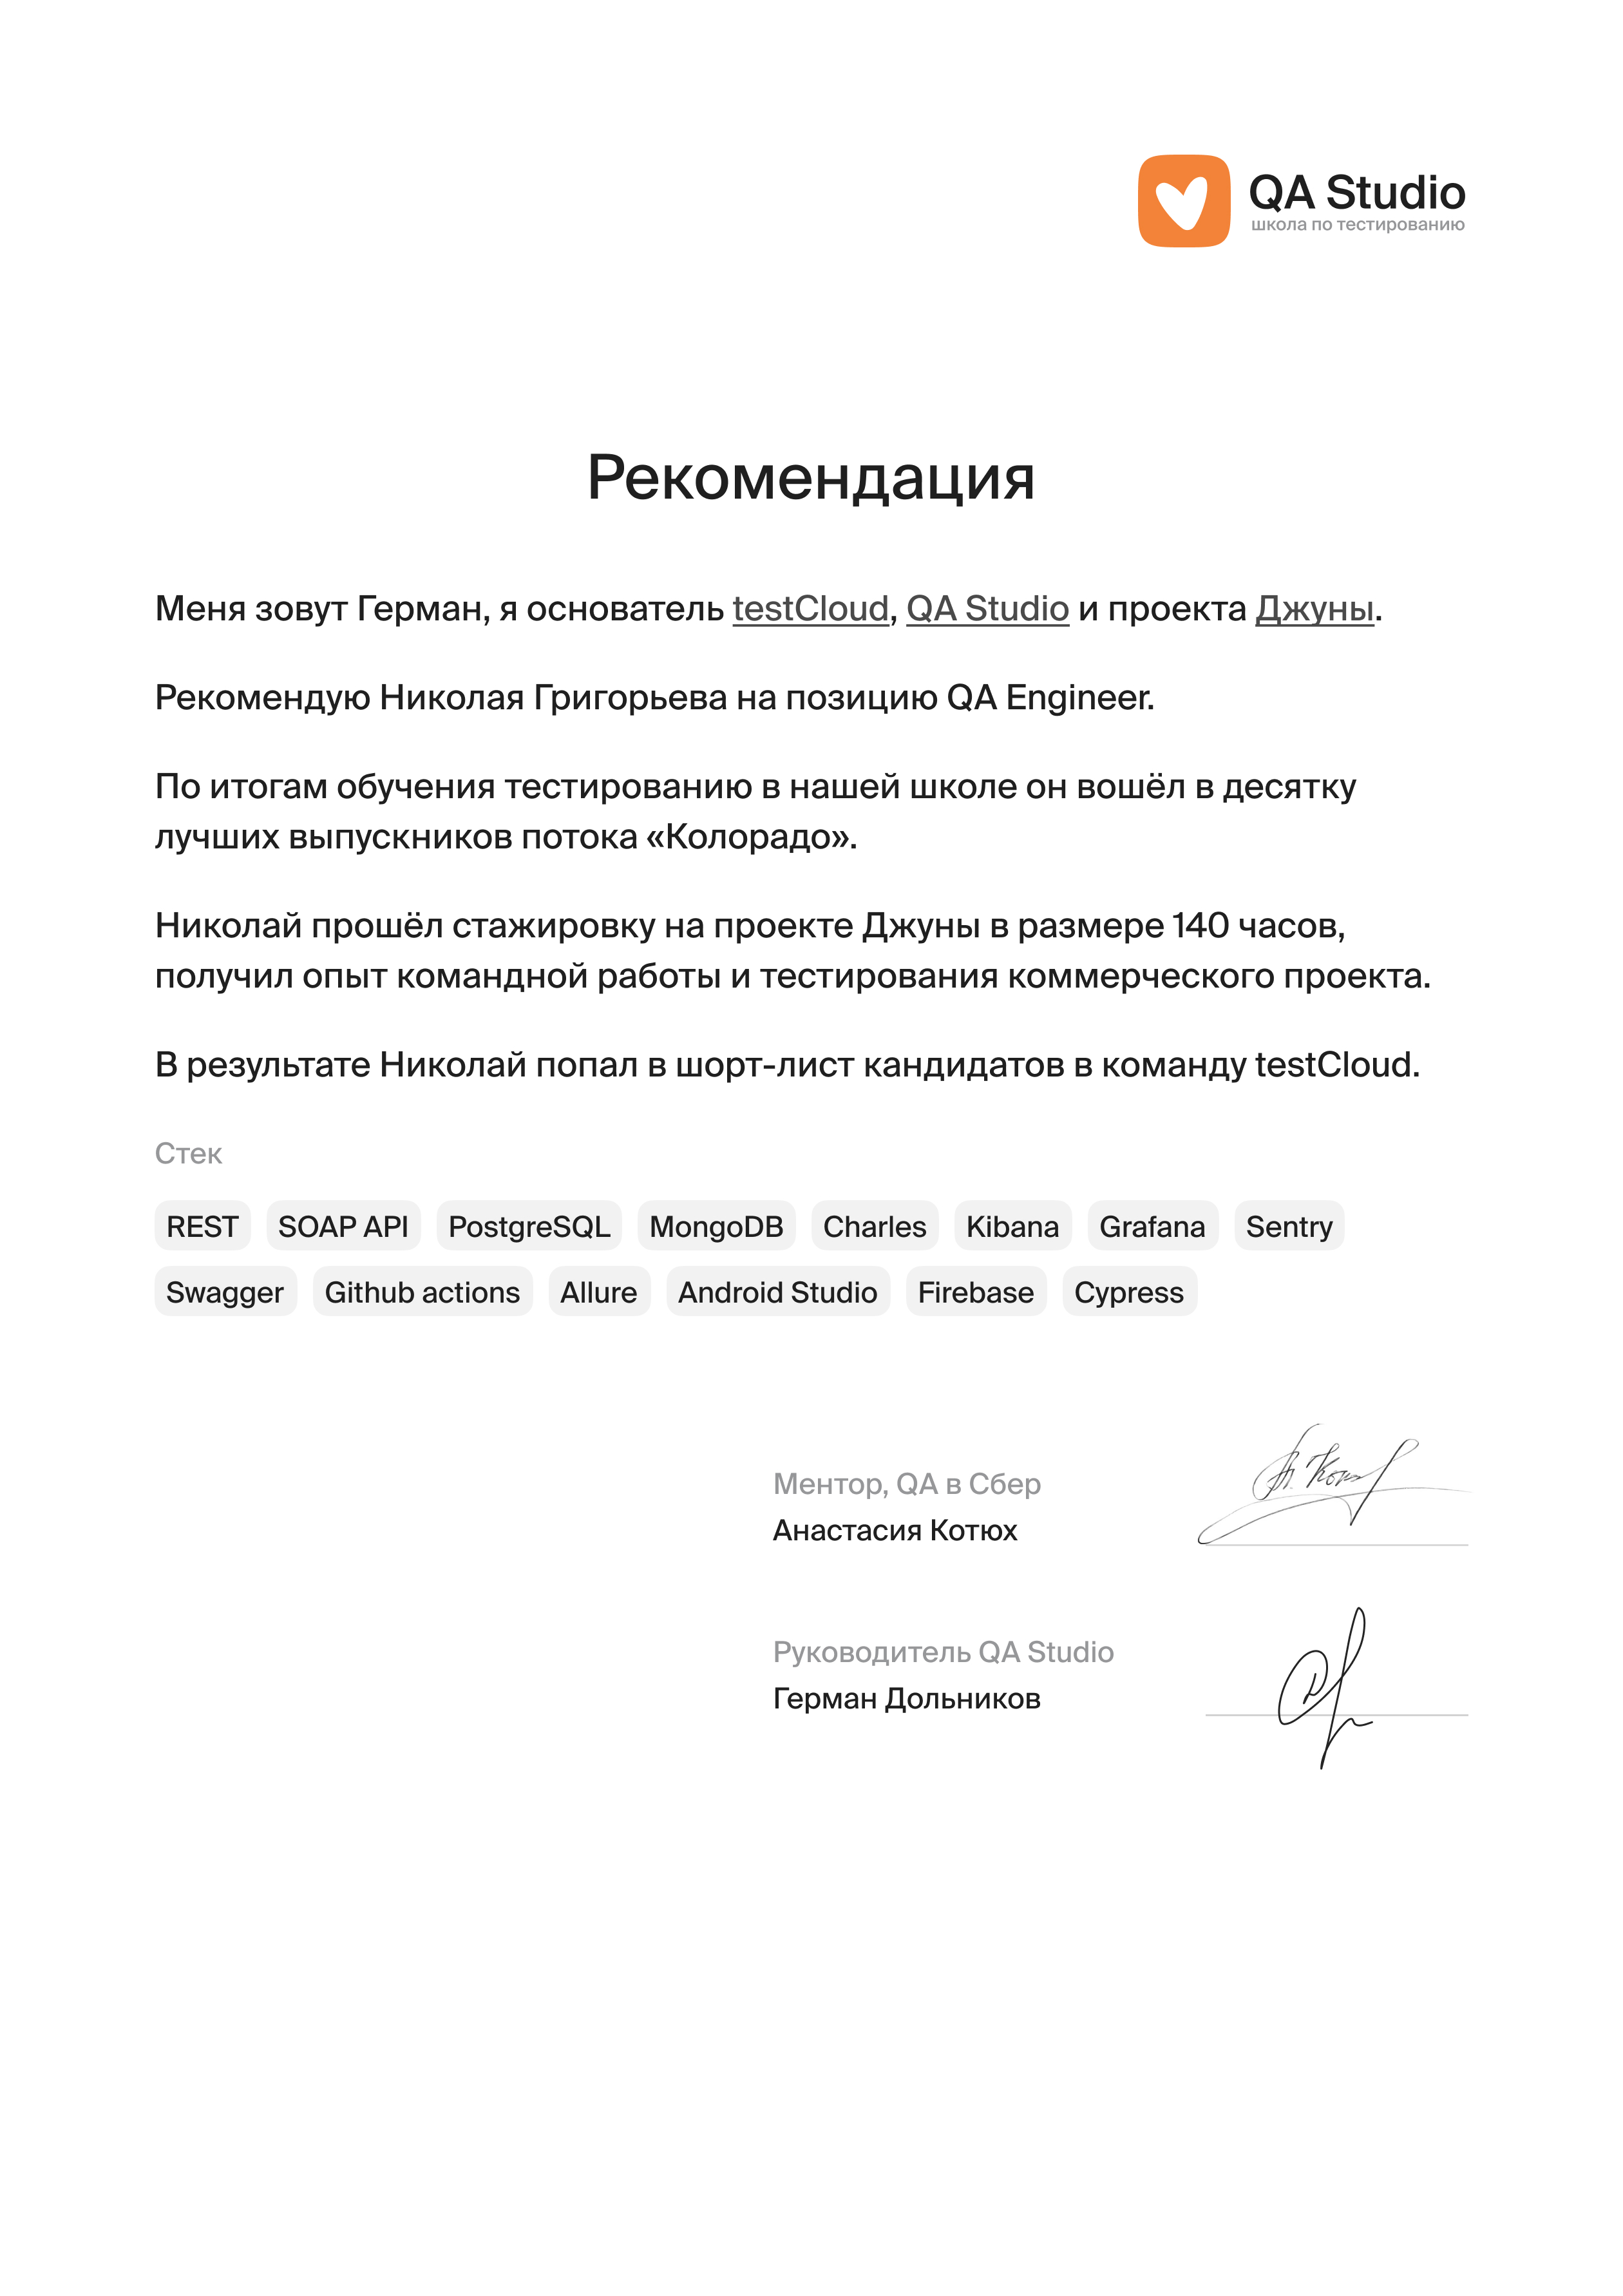 QA Studio
школа по тестированию
Рекомендация
Меня зовут Герман, я основатель testCloud, QA Studio и проекта Джуны.
Рекомендую Николая Григорьева на позицию QA Engineer.
По итогам обучения тестированию в нашей школе он вошёл в десятку
лучших выпускников потока «Колорадо».
Николай прошёл стажировку на проекте Джуны в размере 140 часов,
получил опыт командной работы и тестирования коммерческого проекта.
В результате Николай попал в шорт-лист кандидатов в команду testCloud.
Стек
REST SOAP API PostgreSQL MongoDB Charles Kibana Grafana Sentry
Swagger Github actions Allure Android Studio Firebase Cypress
Ментор, QA в Сбер
Анастасия Котюх
Руководитель QA Studio
Герман Дольников